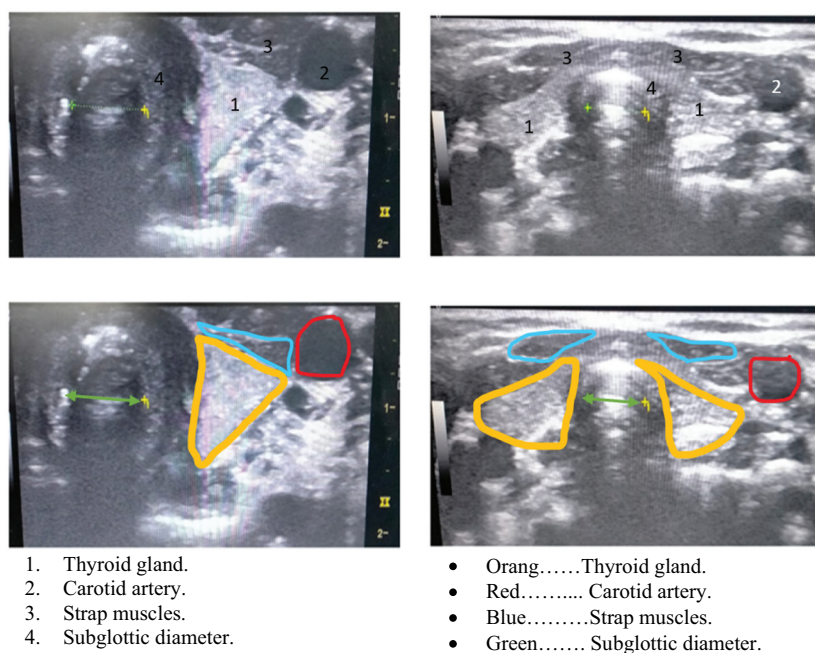 3
2
4
1
1-
2-
3
3
4
2
1
1
1-
2-
1. Thyroid gland.
2. Carotid artery.
3. Strap muscles.
4. Subglottic diameter.
• Orang……Thyroid gland.
• Red…….... Carotid artery.
• Blue………Strap muscles.
• Green……. Subglottic diameter.